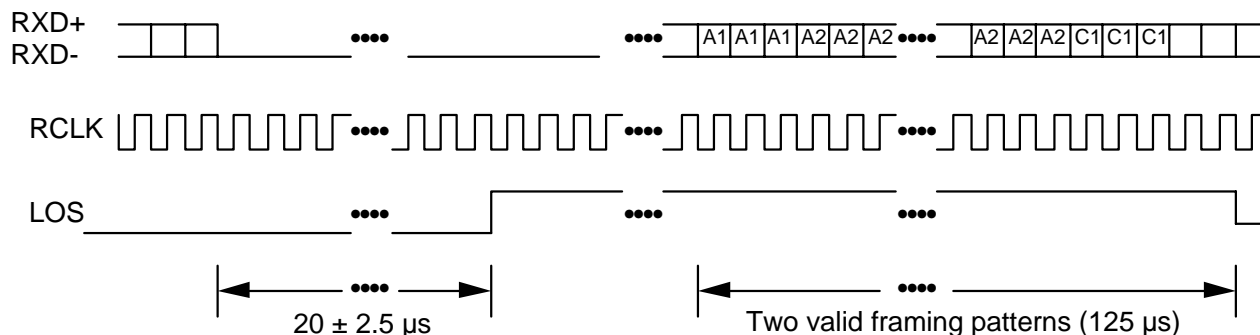 RXD+
RXD-
A1 A1 A1 A2 A2 A2
A2 A2 A2 C1 C1 C1
RCLK
LOS
20 ± 2.5 µs
Two valid framing patterns (125 µs)